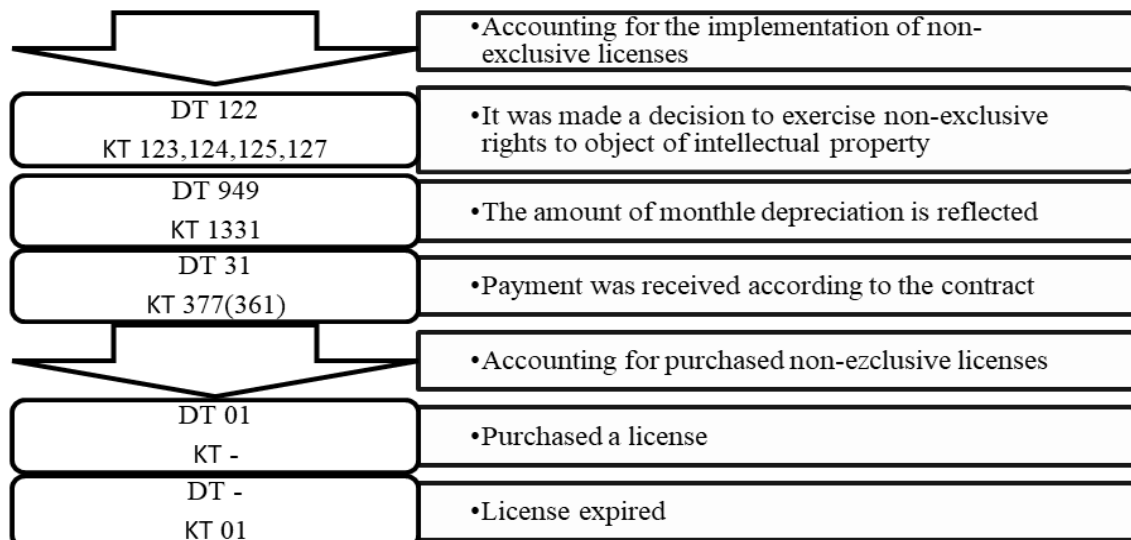 •Accounting for the implementation of non-
exclusive licenses
DT 122
KT 123,124,125,127
•It was made a decision to exercise non-exclusive
rights to object of intellectual property
DT 949
KT 1331
•The amount of monthle depreciation is reflected
DT 31
KT 377(361)
•Payment was received according to the contract
•Accounting for purchased non-ezclusive licenses
DT 01
KT -
•Purchased a license
DT -
KT 01
•License expired